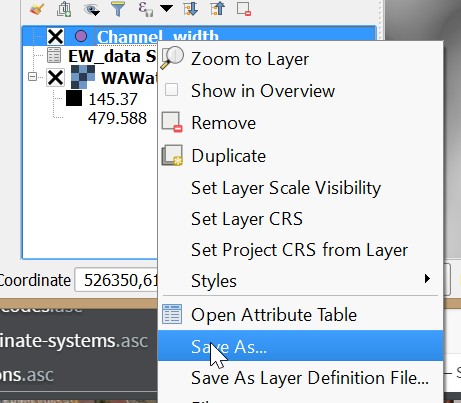 Channel_width
Zoom to Layer
EW_data S
Show in Overview
WAWat
Remove
145.37
479.588
Duplicate
Set Layer Scale Visibility
Set Layer CRS
Set Project CRS from Layer
Coordinate 526350,61
Styles
Open Attribute Table
codes.asc
inate-systems.asc
Save As...
ons.asc
Save As Layer Definition File...